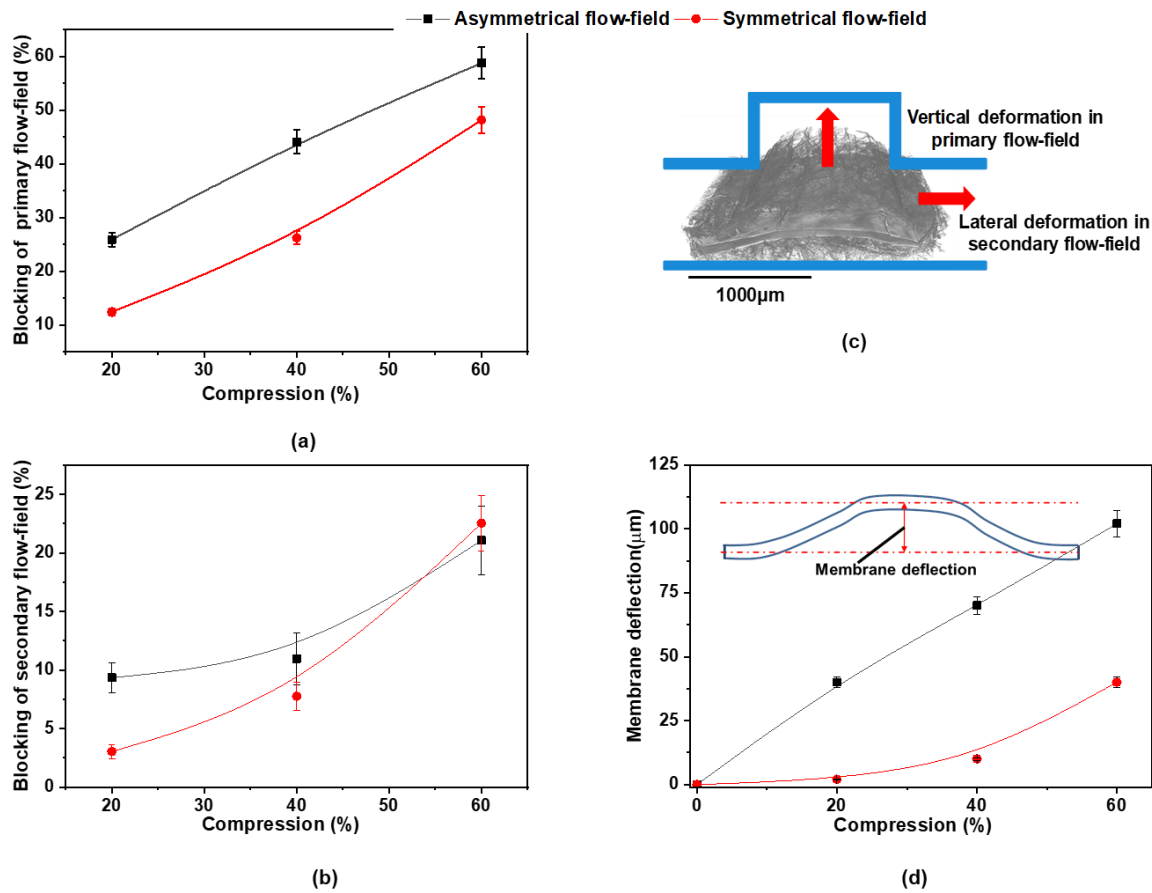 Asymmetrical flow-field Symmetrical flow-field
Blocking of primary flow-field (%)
60
50
40
30
20
10
20 30 40 50 60
Compression (%)
(a)
Vertical deformation in
primary flow-field
Lateral deformation in
secondary flow-field
1000μm
(c)
Blocking of secondary flow-field (%)
25
20
15
10
5
0
20 30 40 50 60
Compression (%)
(b)
Membrane deflection(μm)
125
100
75
50
25
0
Membrane deflection
0 20 40 60
Compression (%)
(d)